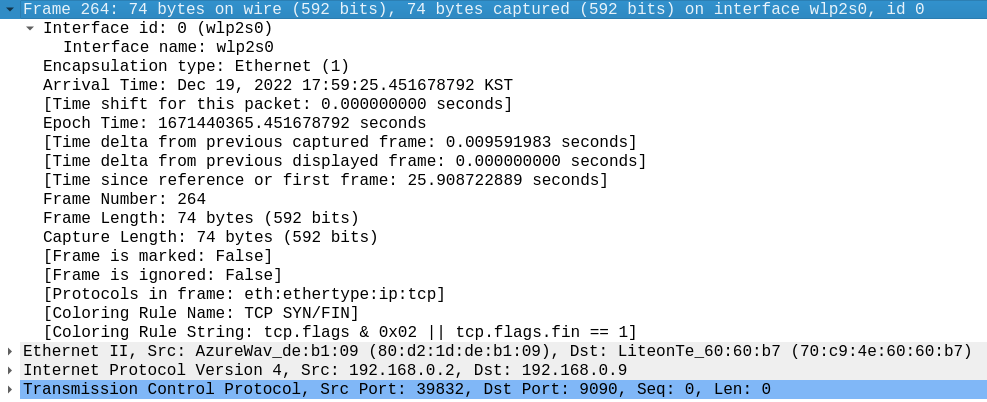 Frame 264: 74 bytes on wire (592 bits), 74 bytes captured (592 bits) on interface wlp2s0, id 0
Interface id: 0 (wlp2s0)
Interface name: wlp2s0
Encapsulation type: Ethernet (1)
Arrival Time: Dec 19, 2022 17:59:25.451678792 KST
[Time shift for this packet: 0.000000000 seconds]
Epoch Time: 1671440365.451678792 seconds
[Time delta from previous captured frame: 0.009591983 seconds]
[Time delta from previous displayed frame: 0.000000000 seconds]
[Time since reference or first frame: 25.908722889 seconds]
Frame Number: 264
Frame Length: 74 bytes (592 bits)
Capture Length: 74 bytes (592 bits)
[Frame is marked: False]
[Frame is ignored: False]
[Protocols in frame: eth:ethertype:ip:tcp]
[Coloring Rule Name: TCP SYN/FIN]
[Coloring Rule String: tcp.flags & 0x02 || tcp.flags.fin == 1]
Ethernet II, Src: AzureWav_de:b1:09 (80:d2:1d:de:b1:09), Dst: LiteonTe_60:60:b7 (70:c9:4e:60:60:b7)
Internet Protocol Version 4, Src: 192.168.0.2, Dst: 192.168.0.9
Transmission Control Protocol, Src Port: 39832, Dst Port: 9090, Seq: 0, Len: 0